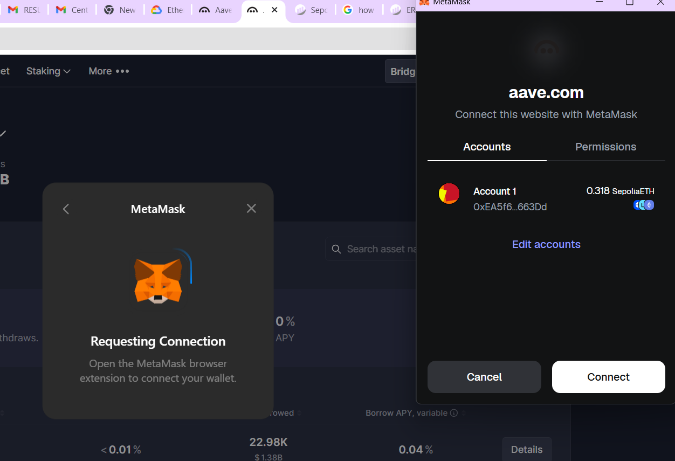 RES
Cent
New
Ethe
Aave
Sepo
how
ER
MetaMask
et
Staking
More •••
Bridg
s
B
MetaMask
Requesting Connection
Open the MetaMask browser
extension to connect your wallet.
Search asset na
0%
hdraws.
APY
rowed
Borrow APY, variable
<0.01%
22.98K
$1.38B
0.04%
Details
aave.com
Connect this website with MetaMask
Accounts
Permissions
Account 1
0.318 SepoliaETH
0xEA5f6...663Dd
Edit accounts
Cancel
Connect